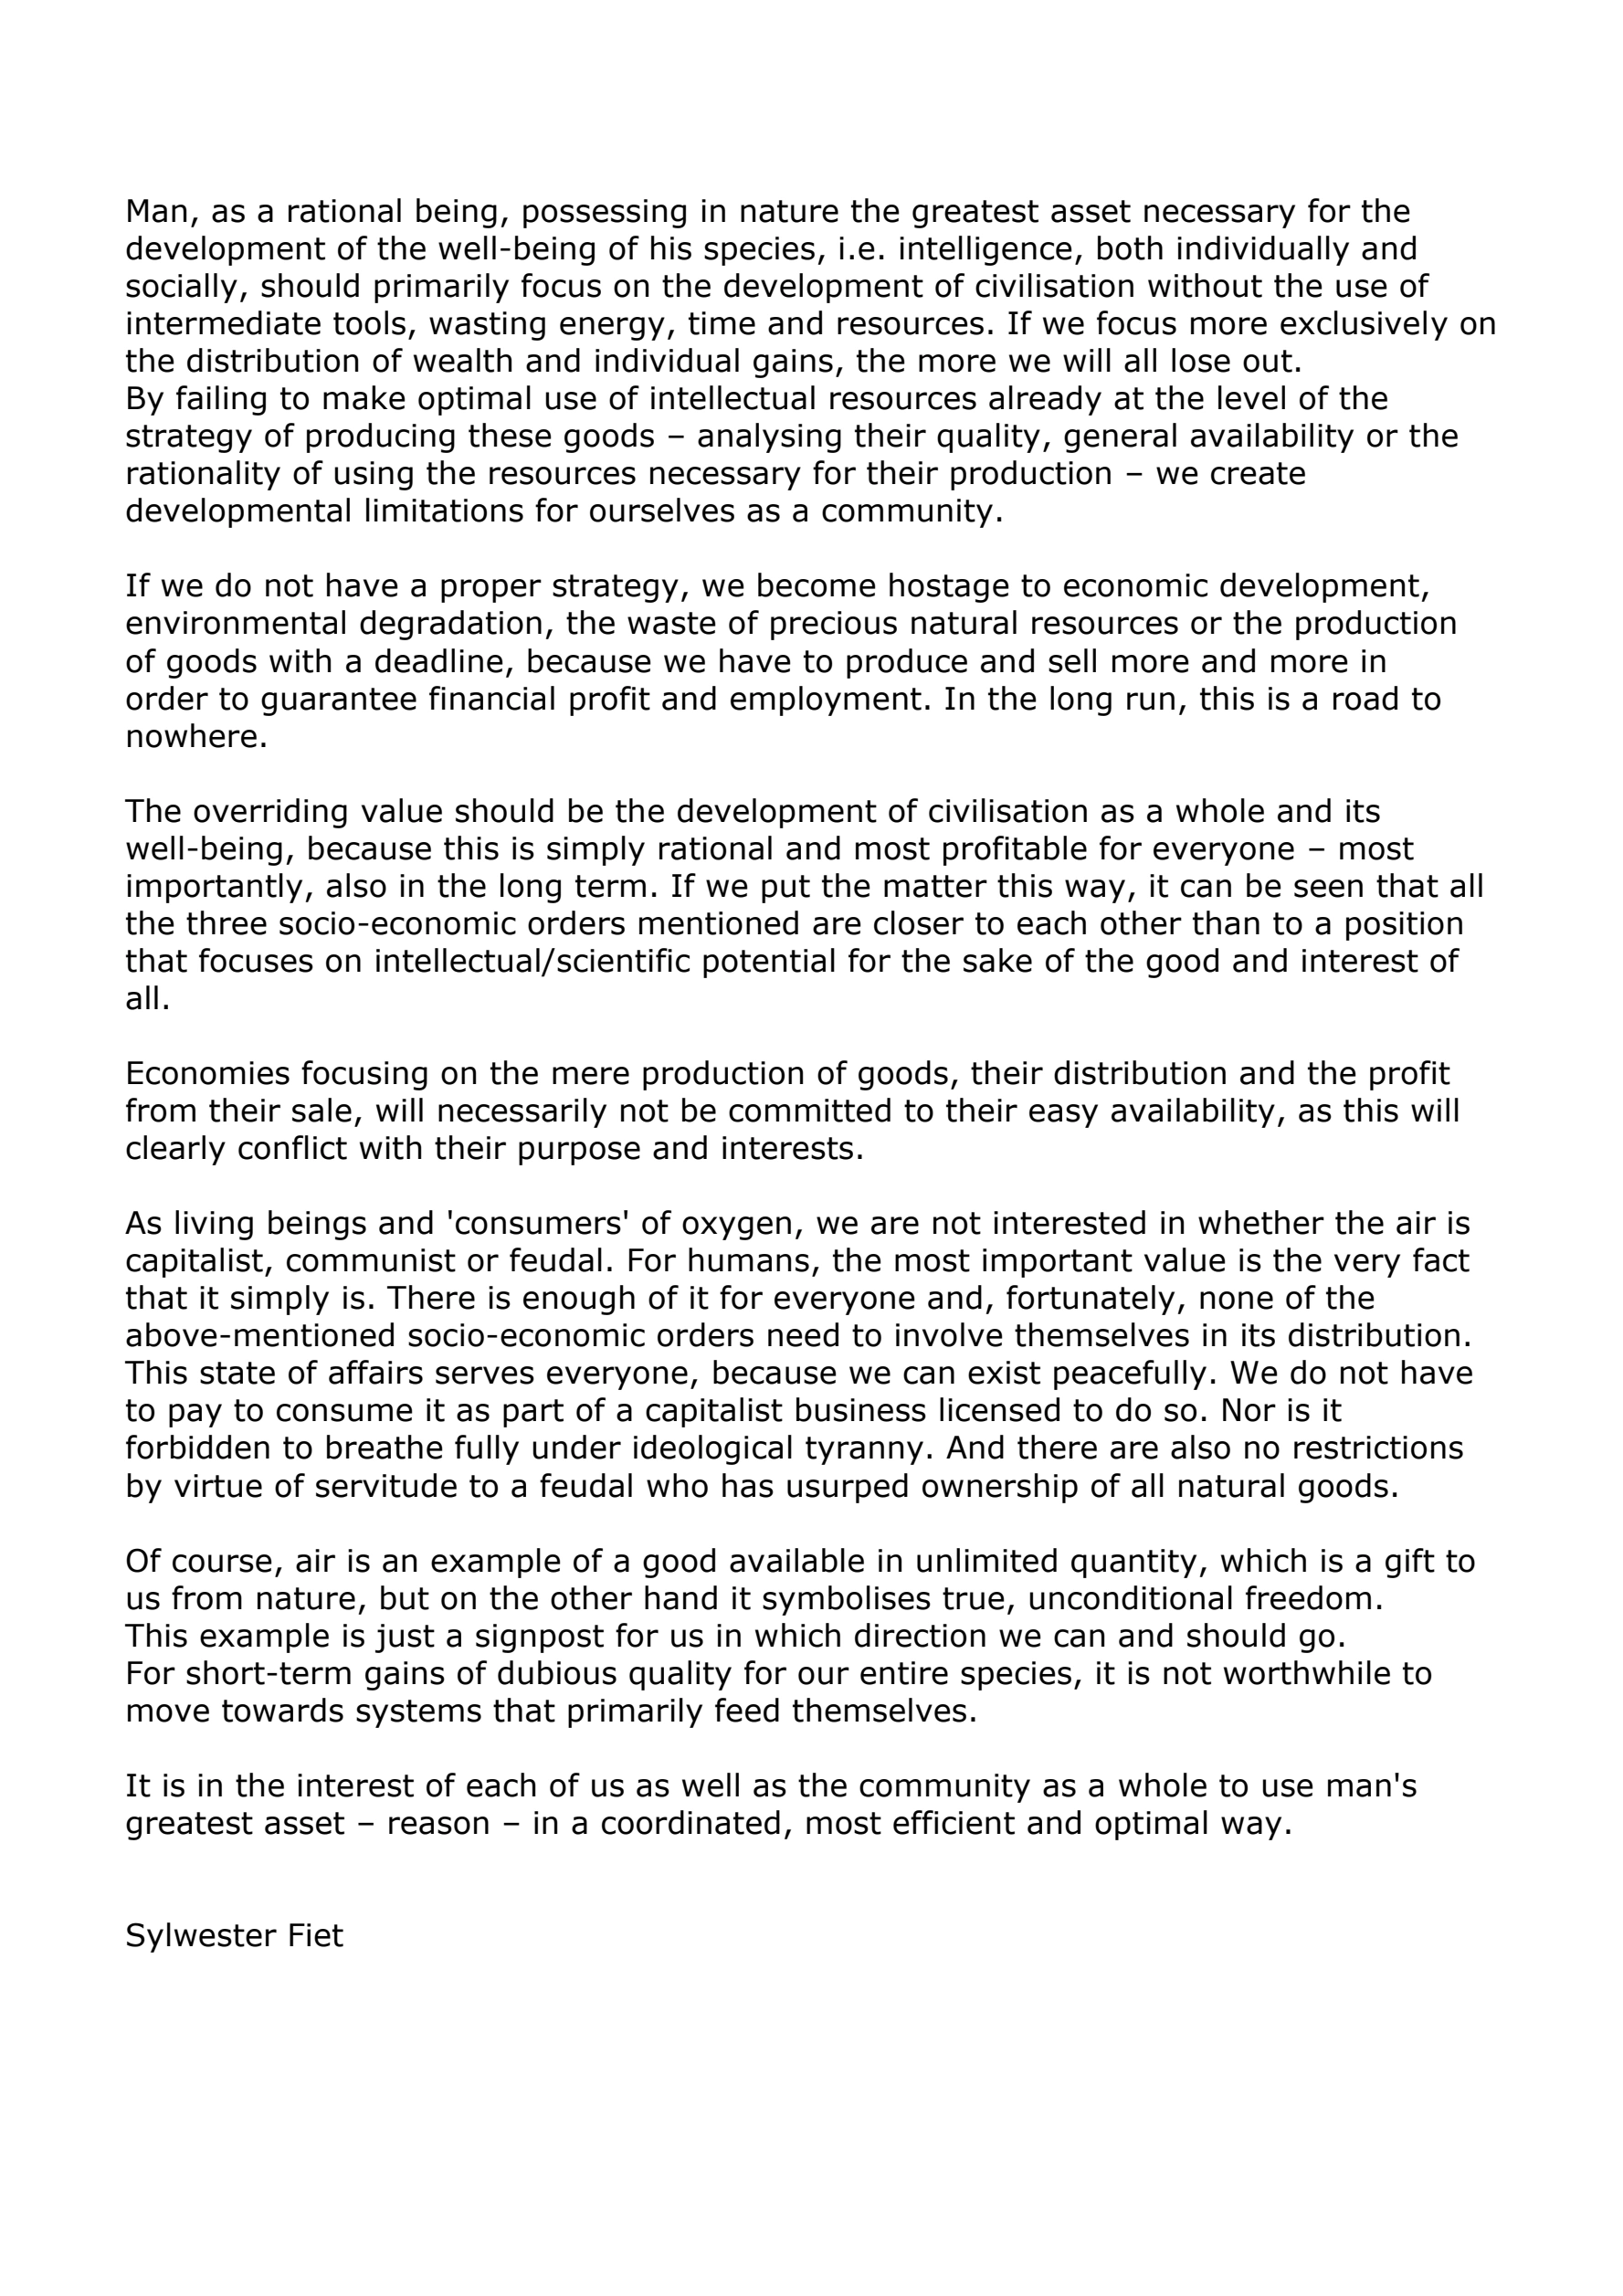 Man, as a rational being, possessing in nature the greatest asset necessary for the
development of the well-being of his species, i.e. intelligence, both individually and
socially, should primarily focus on the development of civilisation without the use of
intermediate tools, wasting energy, time and resources. If we focus more exclusively on
the distribution of wealth and individual gains, the more we will all lose out.
By failing to make optimal use of intellectual resources already at the level of the
strategy of producing these goods – analysing their quality, general availability or the
rationality of using the resources necessary for their production – we create
developmental limitations for ourselves as a community.
If we do not have a proper strategy, we become hostage to economic development,
environmental degradation, the waste of precious natural resources or the production
of goods with a deadline, because we have to produce and sell more and more in
order to guarantee financial profit and employment. In the long run, this is a road to
nowhere.
The overriding value should be the development of civilisation as a whole and its
well-being, because this is simply rational and most profitable for everyone – most
importantly, also in the long term. If we put the matter this way, it can be seen that all
the three socio-economic orders mentioned are closer to each other than to a position
that focuses on intellectual/scientific potential for the sake of the good and interest of
all.
Economies focusing on the mere production of goods, their distribution and the profit
from their sale, will necessarily not be committed to their easy availability, as this will
clearly conflict with their purpose and interests.
As living beings and 'consumers' of oxygen, we are not interested in whether the air is
capitalist, communist or feudal. For humans, the most important value is the very fact
that it simply is. There is enough of it for everyone and, fortunately, none of the
above-mentioned socio-economic orders need to involve themselves in its distribution.
This state of affairs serves everyone, because we can exist peacefully. We do not have
to pay to consume it as part of a capitalist business licensed to do so. Nor is it
forbidden to breathe fully under ideological tyranny. And there are also no restrictions
by virtue of servitude to a feudal who has usurped ownership of all natural goods.
Of course, air is an example of a good available in unlimited quantity, which is a gift to
us from nature, but on the other hand it symbolises true, unconditional freedom.
This example is just a signpost for us in which direction we can and should go.
For short-term gains of dubious quality for our entire species, it is not worthwhile to
move towards systems that primarily feed themselves.
It is in the interest of each of us as well as the community as a whole to use man's
greatest asset – reason – in a coordinated, most efficient and optimal way.
Sylwester Fiet